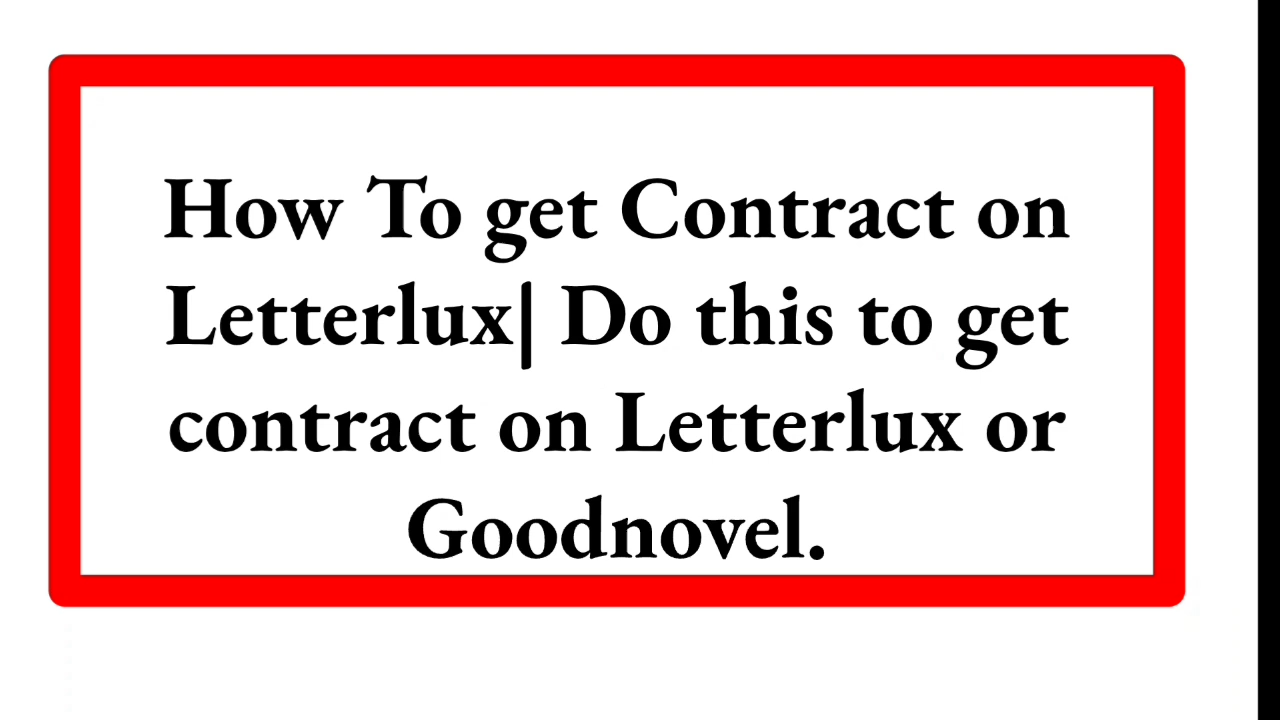 How To get Contract on
Letterlux| Do this to get
contract on Letterlux or
Goodnovel.